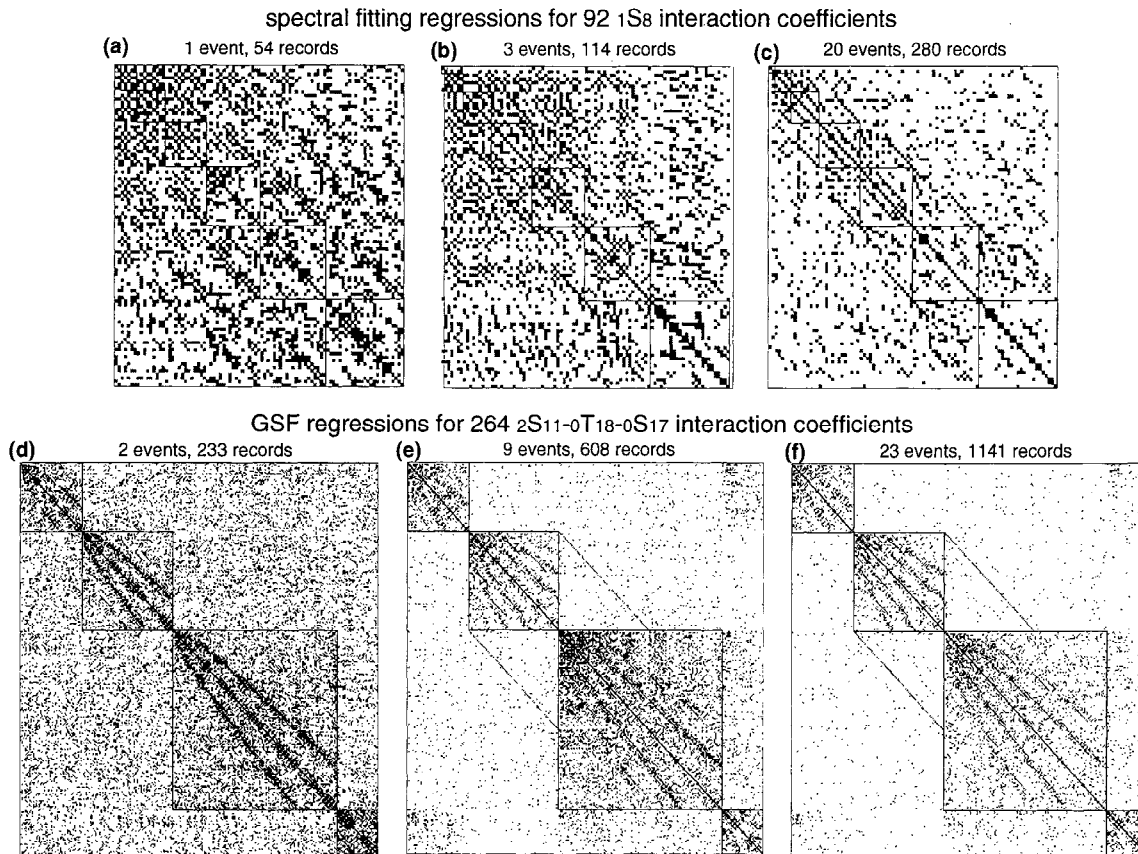 spectral fitting regressions for 92 1S8 interaction coefficients
(a) 1 event, 54 records
(b) 3 events, 114 records
(c) 20 events, 280 records
GSF regressions for 264 2S11-0T18-0S17 interaction coefficients
(d) 2 events, 233 records
(e) 9 events, 608 records
(f) 23 events, 1141 records